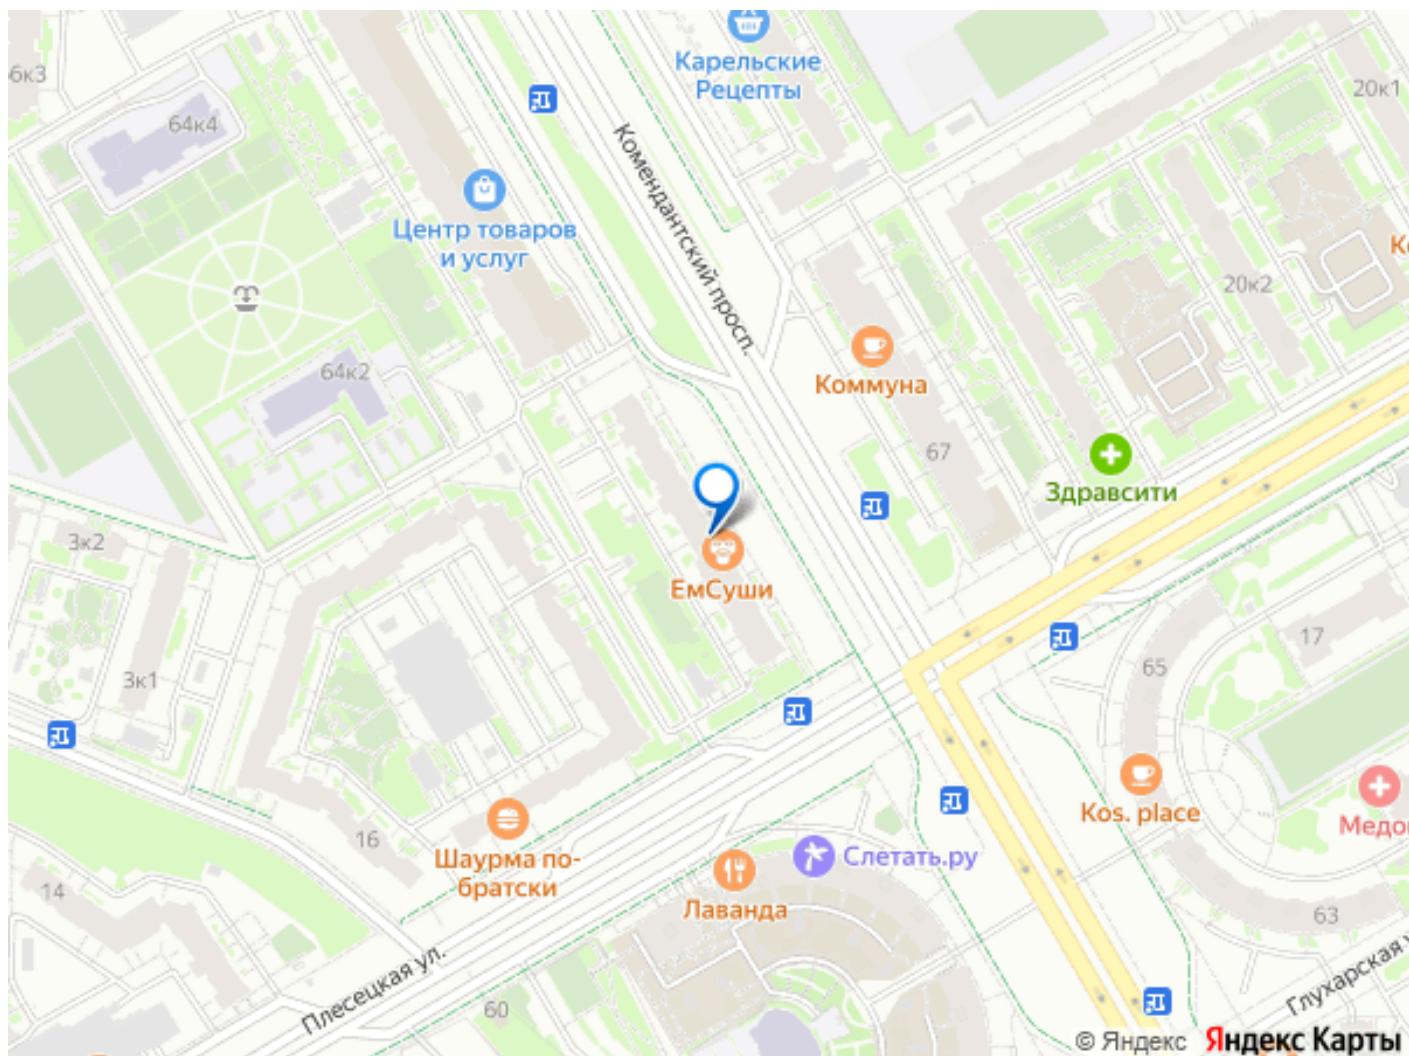 Карельские
Рецепты
6к3
20к1
64к4
Комендантский просп.
Центр товаров
и услуг
20к2
64к2
Коммуна
67
Здравсити
3к2
ЕмСуши
17
65
3к1
Kos. place
16
Шаурма по-
братски
Слетать.ру
14
Лаванда
63
Плесецкая ул.
60
© Яндекс Яндекс Карты